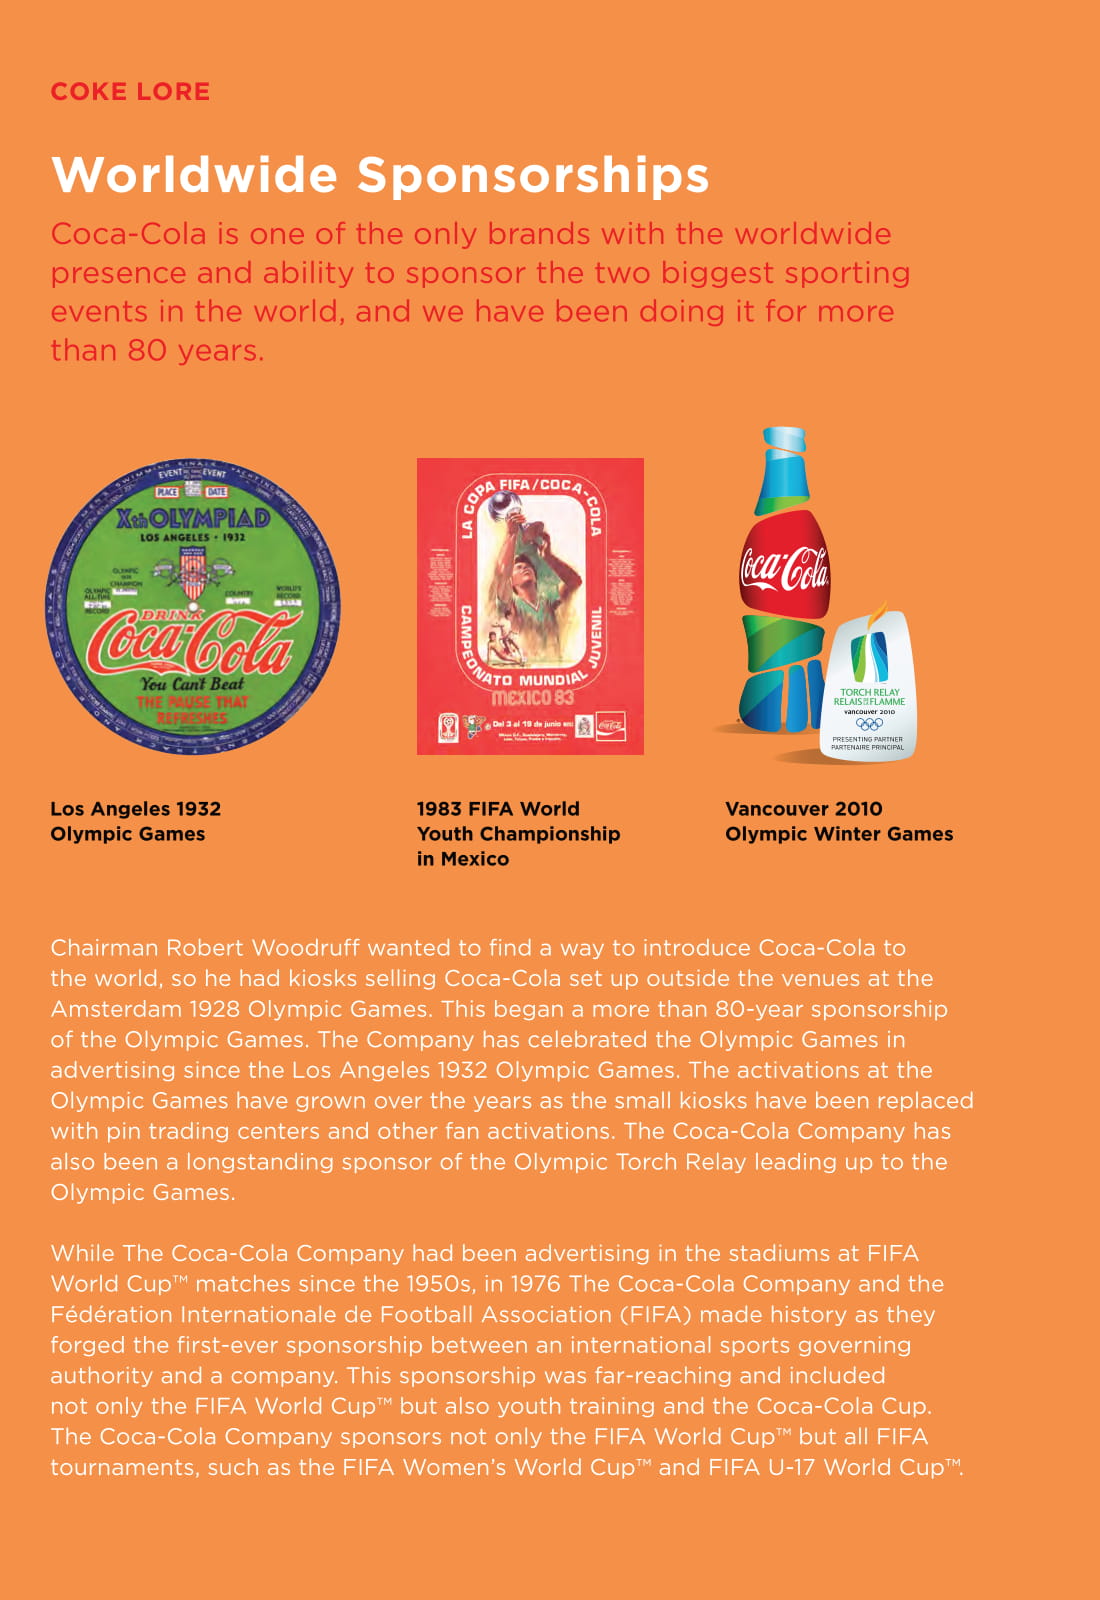 COKE LORE
Worldwide Sponsorships
Coca-Cola is one of the only brands with the worldwide
presence and ability to sponsor the two biggest sporting
events in the world, and we have been doing it for more
than 80 years.
EVENT EVENT
PLACE DATE
Xth OLYMPIAD
LOS ANGELES • 1932
OLYMPIC
CHAMPION
COUNTRY
WORLD'S
RECORD
DRINK
Coca-Cola
You Can't Beat
THE PAUSE THAT
REFRESHES
LA COPA FIFA/COCA-COLA
CAMPEONATO MUNDIAL JUVENIL
MEXICO 83
Del 3 al 19 de junio en:
Coca-Cola
Coca-Cola
TORCH RELAY
RELAIS DE LA FLAMME
vancouver 2010
PRESENTING PARTNER
PARTENAIRE PRINCIPAL
Los Angeles 1932
Olympic Games
1983 FIFA World
Youth Championship
in Mexico
Vancouver 2010
Olympic Winter Games
Chairman Robert Woodruff wanted to find a way to introduce Coca-Cola to
the world, so he had kiosks selling Coca-Cola set up outside the venues at the
Amsterdam 1928 Olympic Games. This began a more than 80-year sponsorship
of the Olympic Games. The Company has celebrated the Olympic Games in
advertising since the Los Angeles 1932 Olympic Games. The activations at the
Olympic Games have grown over the years as the small kiosks have been replaced
with pin trading centers and other fan activations. The Coca-Cola Company has
also been a longstanding sponsor of the Olympic Torch Relay leading up to the
Olympic Games.
While The Coca-Cola Company had been advertising in the stadiums at FIFA
World Cup™ matches since the 1950s, in 1976 The Coca-Cola Company and the
Fédération Internationale de Football Association (FIFA) made history as they
forged the first-ever sponsorship between an international sports governing
authority and a company. This sponsorship was far-reaching and included
not only the FIFA World Cup™ but also youth training and the Coca-Cola Cup.
The Coca-Cola Company sponsors not only the FIFA World Cup™ but all FIFA
tournaments, such as the FIFA Women's World Cup™ and FIFA U-17 World Cup™.